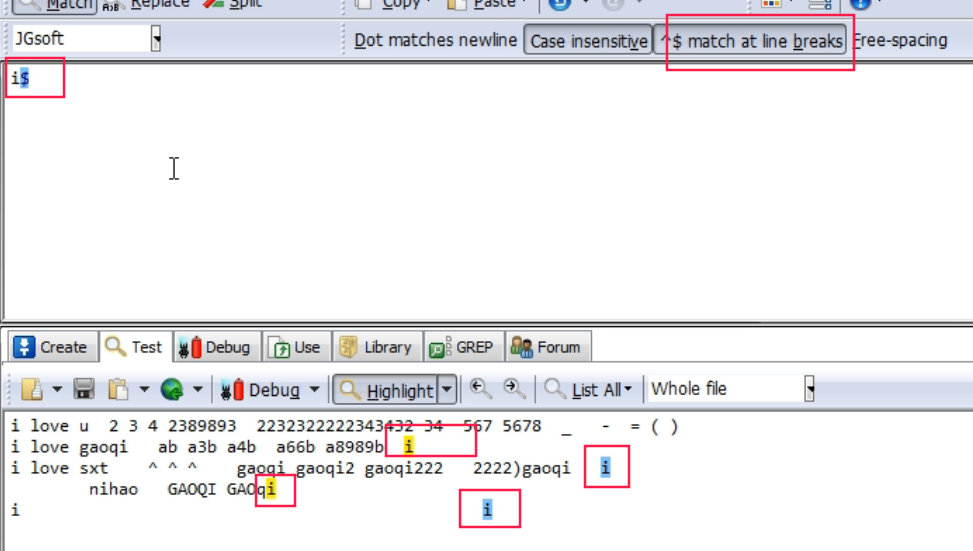 Match Replace Split Copy Paste
JGsoft Dot matches newline Case insensitive ^$ match at line breaks Free-spacing
i$
Create Test Debug Use Library GREP Forum
Debug Highlight List All Whole file
i love u 2 3 4 2389893 2232322222343432 34 567 5678 _ - = ( )
i love gaoqi ab a3b a4b a66b a8989b i
i love sxt ^ ^ ^ gaoqi gaoqi2 gaoqi222 2222)gaoqi i
nihao GAOQI GAOqi
i i